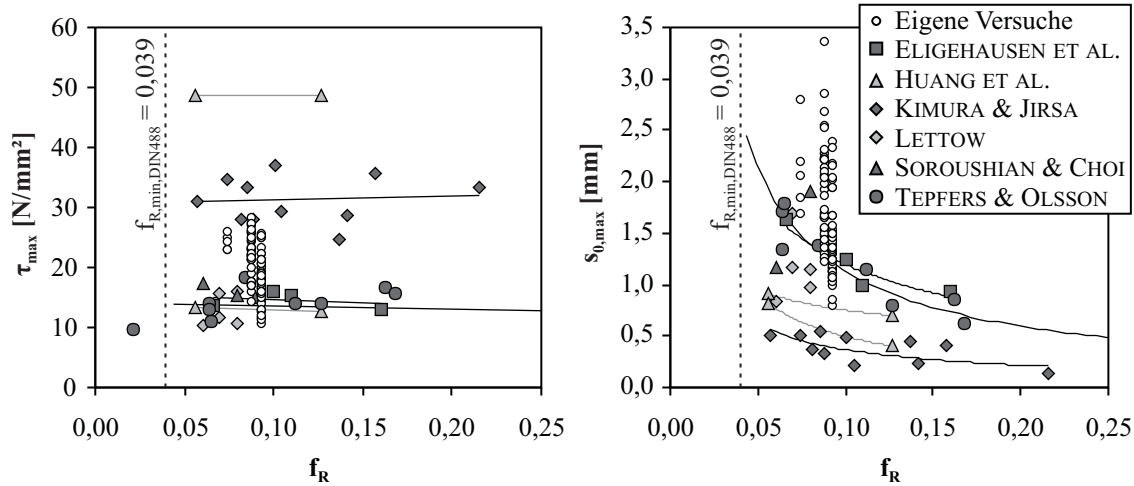 60
50
40
30
20
10
0
τmax [N/mm²]
fR,min,DIN488 = 0,039
0,00 0,05 0,10 0,15 0,20 0,25
fR
3,5
3,0
2,5
2,0
1,5
1,0
0,5
0,0
s0,max [mm]
fR,min,DIN488 = 0,039
0,00 0,05 0,10 0,15 0,20 0,25
fR
Eigene Versuche
ELIGEHAUSEN ET AL.
HUANG ET AL.
KIMURA & JIRSA
LETTOW
SOROUSHIAN & CHOI
TEPFERS & OLSSON